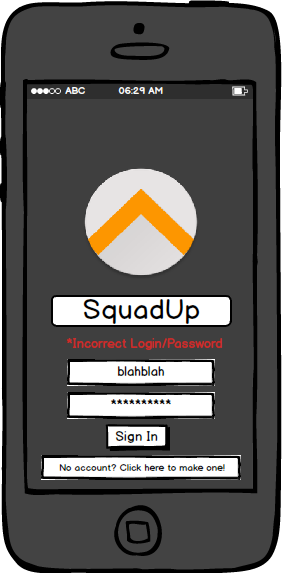 ABC 06:29 AM
SquadUp
*Incorrect Login/Password
blahblah
**********
Sign In
No account? Click here to make one!